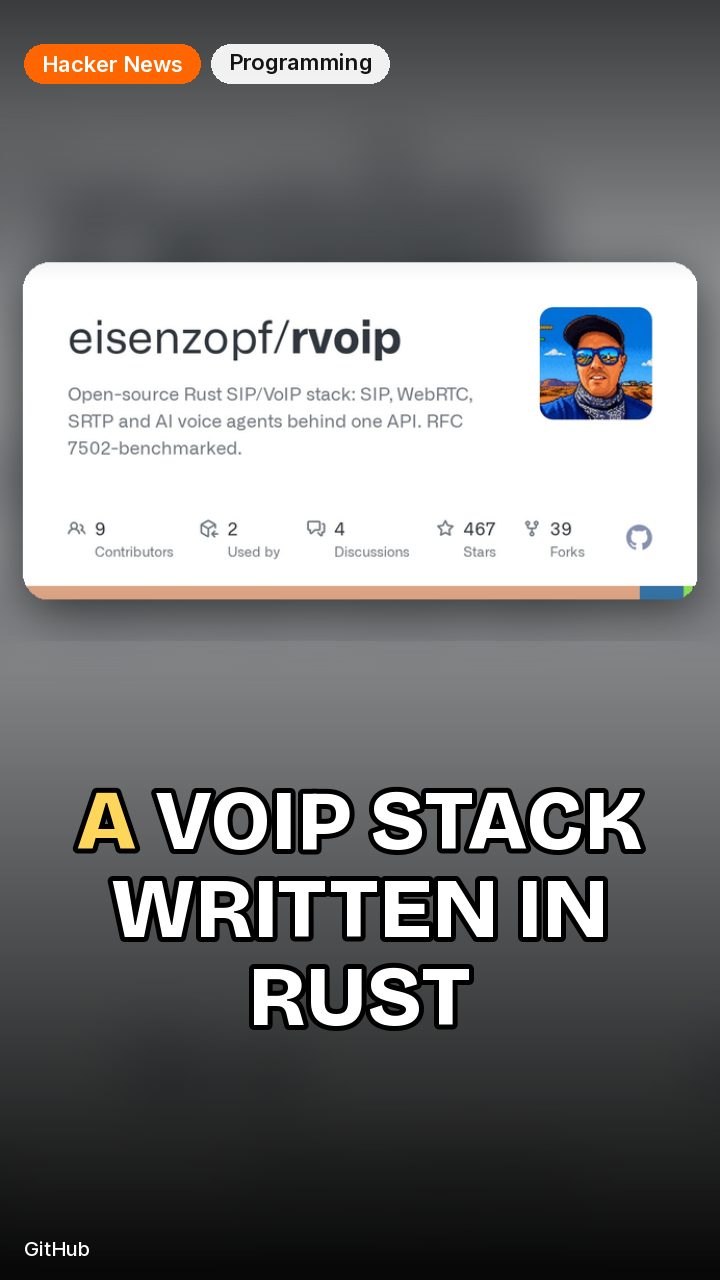 Hacker News
Programming
eisenzopf/rvoip
Open-source Rust SIP/VoIP stack: SIP, WebRTC,
SRTP and AI voice agents behind one API. RFC
7502-benchmarked.
9
Contributors
2
Used by
4
Discussions
467
Stars
39
Forks
A VOIP STACK
WRITTEN IN
RUST
GitHub